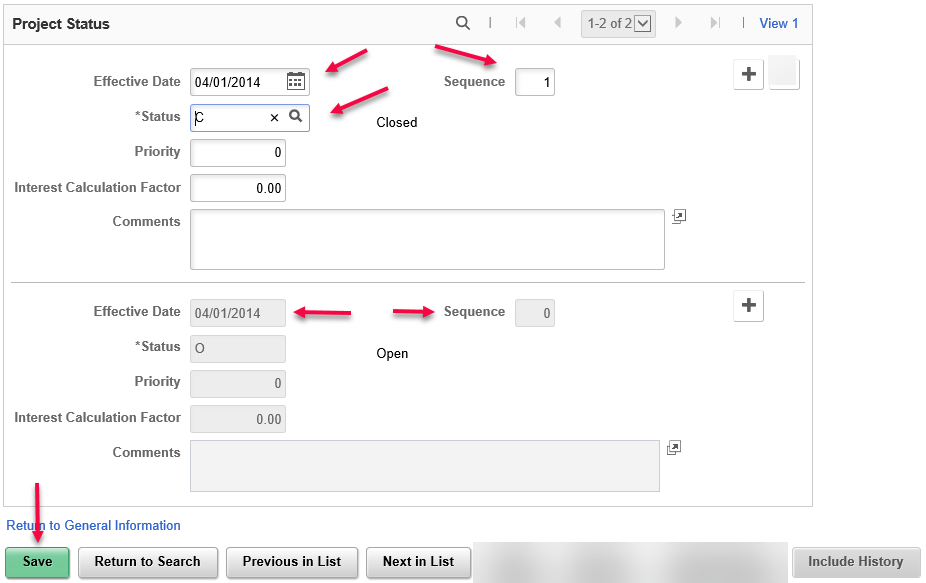 Project Status 1-2 of 2 View 1
Effective Date 04/01/2014 Sequence 1
*Status C Closed
Priority 0
Interest Calculation Factor 0.00
Comments
Effective Date 04/01/2014 Sequence 0
*Status O Open
Priority 0
Interest Calculation Factor 0.00
Comments
Return to General Information
Save Return to Search Previous in List Next in List Include History